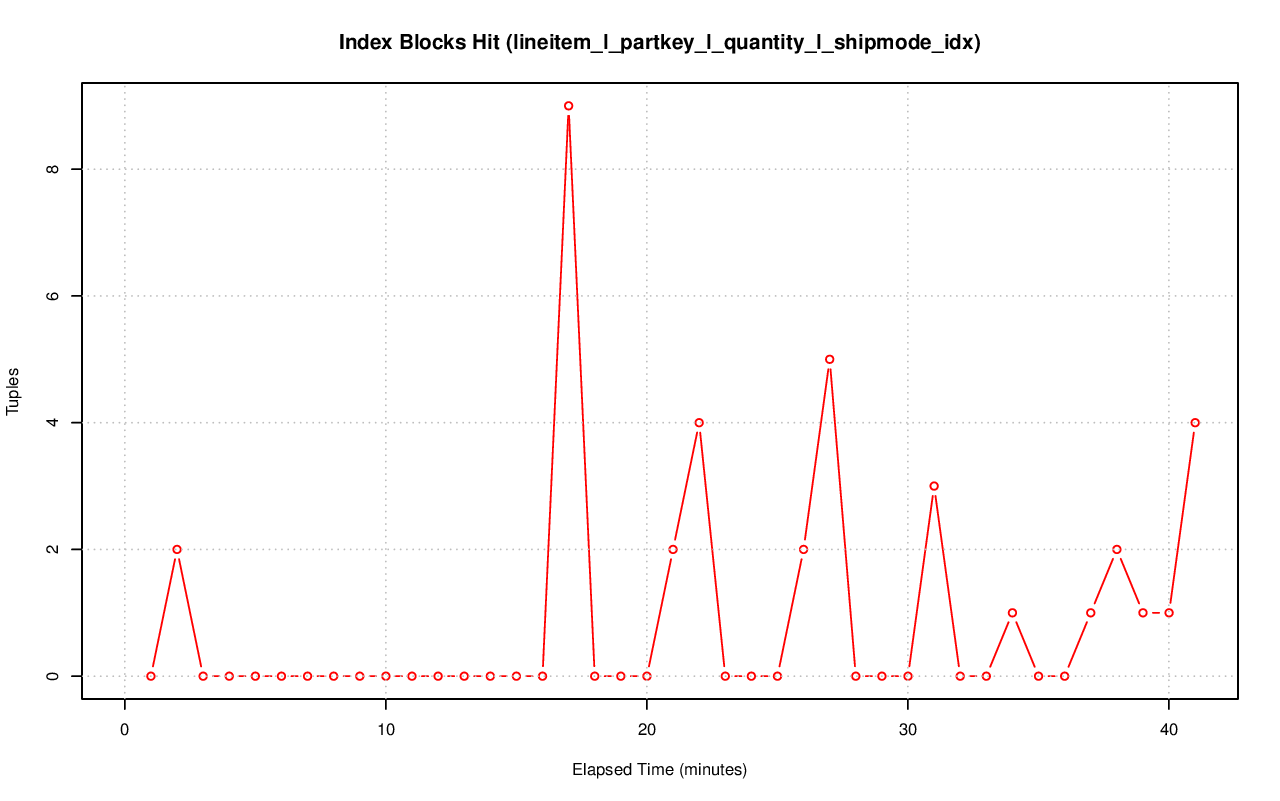 Index Blocks Hit (lineitem_l_partkey_l_quantity_l_shipmode_idx)
Tuples
8
6
4
2
0
0 10 20 30 40
Elapsed Time (minutes)